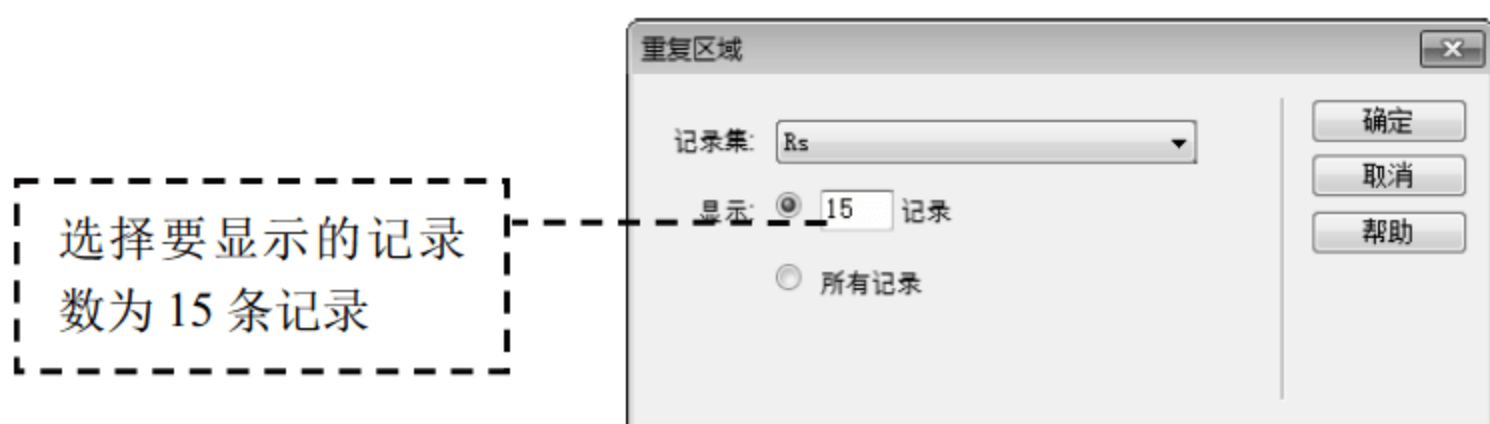 重复区域
记录集: Rs
确定
取消
显示: 15 记录
帮助
所有记录
选择要显示的记录
数为 15 条记录